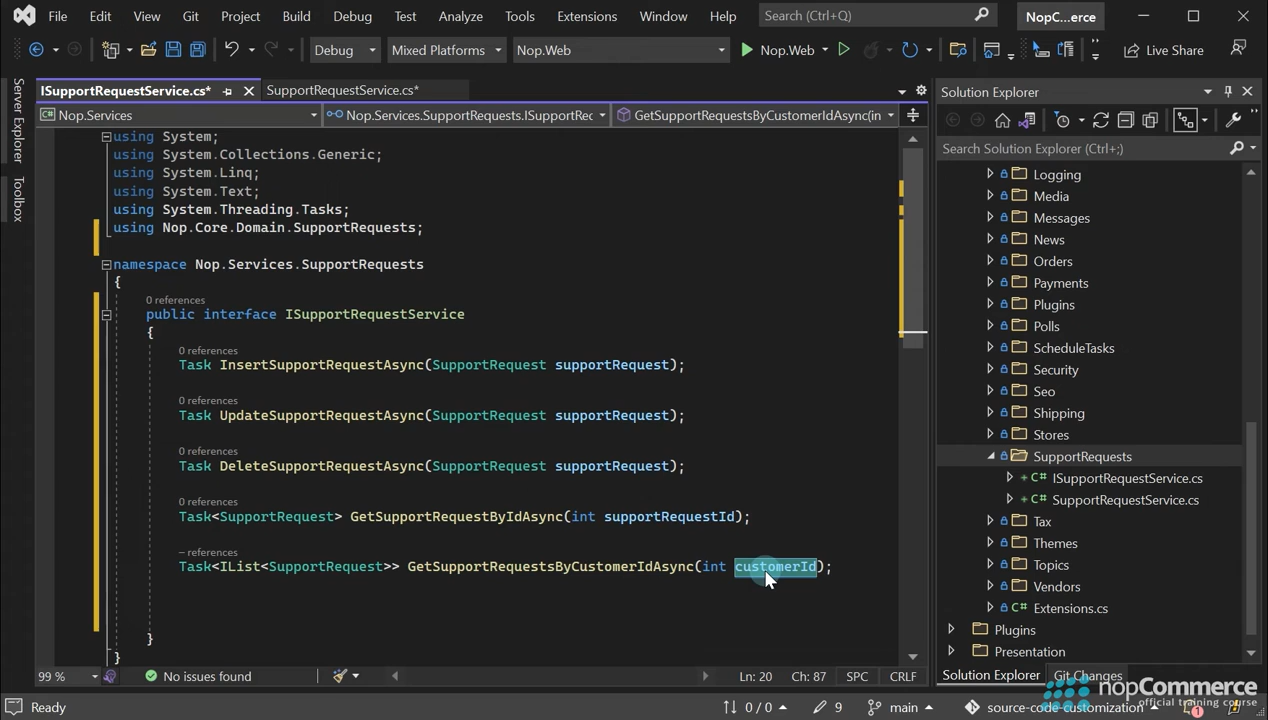 File Edit View Git Project Build Debug Test Analyze Tools Extensions Window Help Search (Ctrl+Q) NopC...erce
Debug Mixed Platforms Nop.Web Nop.Web Live Share
Server Explorer
Toolbox
ISupportRequestService.cs* SupportRequestService.cs*
Nop.Services Nop.Services.SupportRequests.ISupportRec GetSupportRequestsByCustomerIdAsync(in
using System;
using System.Collections.Generic;
using System.Linq;
using System.Text;
using System.Threading.Tasks;
using Nop.Core.Domain.SupportRequests;
namespace Nop.Services.SupportRequests
{
0 references
public interface ISupportRequestService
{
0 references
Task InsertSupportRequestAsync(SupportRequest supportRequest);
0 references
Task UpdateSupportRequestAsync(SupportRequest supportRequest);
0 references
Task DeleteSupportRequestAsync(SupportRequest supportRequest);
0 references
Task<SupportRequest> GetSupportRequestByIdAsync(int supportRequestId);
– references
Task<IList<SupportRequest>> GetSupportRequestsByCustomerIdAsync(int customerId);
}
}
99 % No issues found Ln: 20 Ch: 87 SPC CRLF
Solution Explorer
Search Solution Explorer (Ctrl+;)
Logging
Media
Messages
News
Orders
Payments
Plugins
Polls
ScheduleTasks
Security
Seo
Shipping
Stores
SupportRequests
ISupportRequestService.cs
SupportRequestService.cs
Tax
Themes
Topics
Vendors
Extensions.cs
Plugins
Presentation
Solution Explorer Git Changes
nopCommerce
official training course
Ready 0 / 0 9 main source-code-customization 1